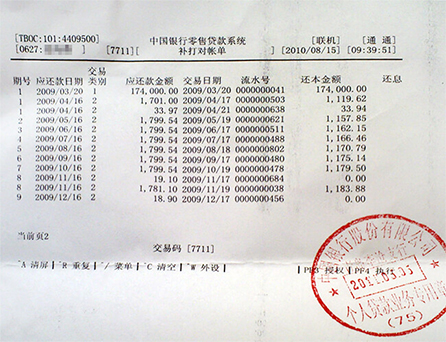 [TBOC:101:4409500] 中国银行零售贷款系统 [联机] [通 通]
[0627: [7711][ 补打对帐单 ][2010/08/15][09:39:51]
期号 应还款日期 交易类别 应还款金额 交易日期 流水号 还本金额 还息
1 2009/03/20 1 174,000.00 2009/03/20 0000000041 174,000.00
1 2009/04/16 2 1,701.00 2009/04/17 0000000503 1,119.62
1 2009/04/16 2 33.97 2009/04/21 0000000638 33.94
2 2009/05/16 2 1,799.54 2009/05/19 0000000621 1,157.85
3 2009/06/16 2 1,799.54 2009/06/17 0000000511 1,162.15
4 2009/07/16 2 1,799.54 2009/07/17 0000000488 1,166.46
5 2009/08/16 2 1,799.54 2009/08/18 0000000602 1,170.79
6 2009/09/16 2 1,799.54 2009/09/18 0000000480 1,175.14
7 2009/10/16 2 1,799.54 2009/10/17 0000000478 1,179.50
8 2009/11/16 2 19.10 2009/11/17 0000000684 0.00
8 2009/11/16 2 1,781.10 2009/11/19 0000000038 1,183.88
9 2009/12/16 2 18.90 2009/12/17 0000000456 0.00
当前页2
交易码 [7711]
^A 清屏 ^R 重复 ^/ 菜单 ^C 清空 ^W 外设 PF3 授权 PF4 执行
银行股份有限公司
个人贷款业务专用章
(75)